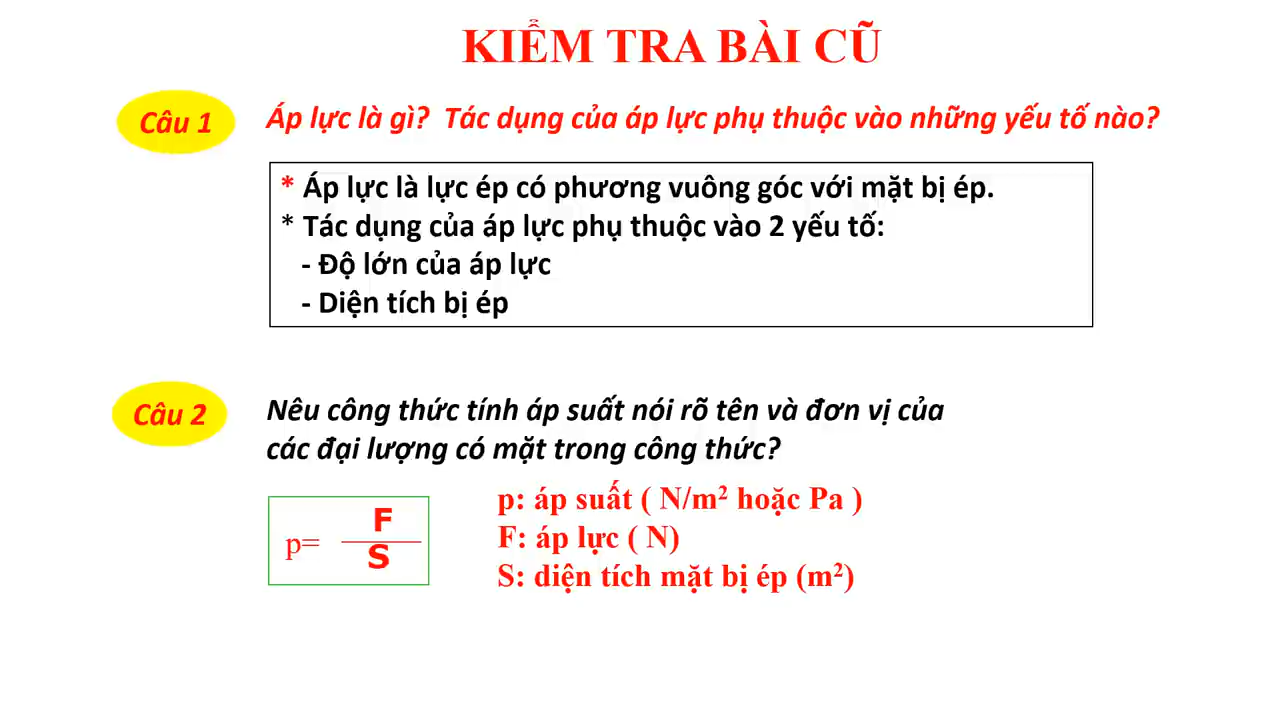 KIỂM TRA BÀI CŨ
Câu 1
Áp lực là gì? Tác dụng của áp lực phụ thuộc vào những yếu tố nào?
* Áp lực là lực ép có phương vuông góc với mặt bị ép.
* Tác dụng của áp lực phụ thuộc vào 2 yếu tố:
- Độ lớn của áp lực
- Diện tích bị ép
Câu 2
Nêu công thức tính áp suất nói rõ tên và đơn vị của
các đại lượng có mặt trong công thức?
p= F/S
p: áp suất ( N/m² hoặc Pa )
F: áp lực ( N)
S: diện tích mặt bị ép (m²)